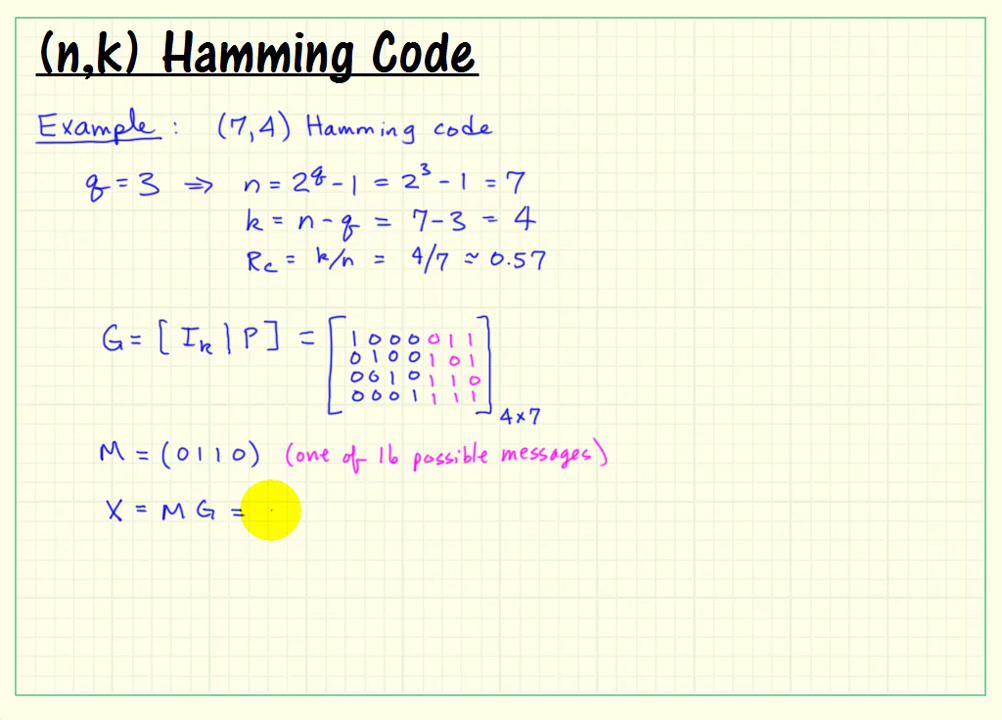 (n,k) Hamming Code
Example : (7,4) Hamming code
q = 3 ⇒ n = 2^q - 1 = 2^3 - 1 = 7
k = n - q = 7 - 3 = 4
Rc = k/n = 4/7 ≈ 0.57
G = [ I_k | P ] = [
1 0 0 0 0 1 1
0 1 0 0 1 0 1
0 0 1 0 1 1 0
0 0 0 1 1 1 1
] 4×7
M = (0 1 1 0) (one of 16 possible messages)
X = M G =